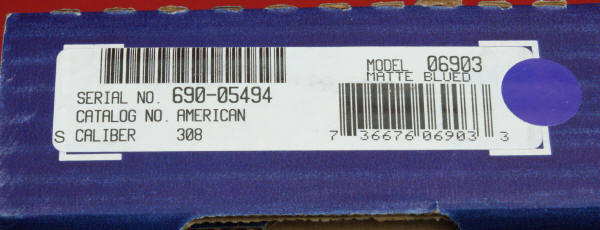 MODEL 06903
MATTE BLUED
SERIAL NO. 690-05494
CATALOG NO. AMERICAN
S CALIBER 308
7 36676 06903 3